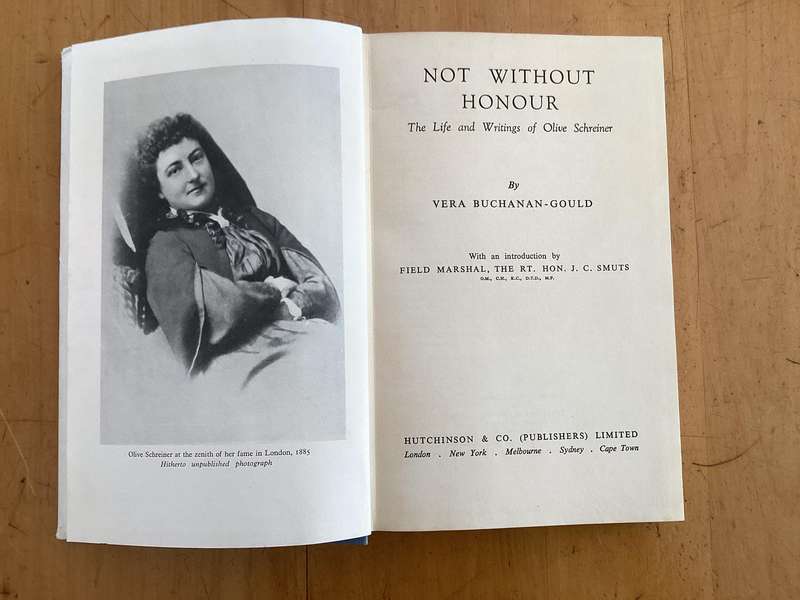 Olive Schreiner at the zenith of her fame in London, 1885
Hitherto unpublished photograph
NOT WITHOUT
HONOUR
The Life and Writings of Olive Schreiner
By
VERA BUCHANAN-GOULD
With an introduction by
FIELD MARSHAL, THE RT. HON. J. C. SMUTS
O.M., C.H., K.C., D.T.D., M.P.
HUTCHINSON & CO. (PUBLISHERS) LIMITED
London . New York . Melbourne . Sydney . Cape Town